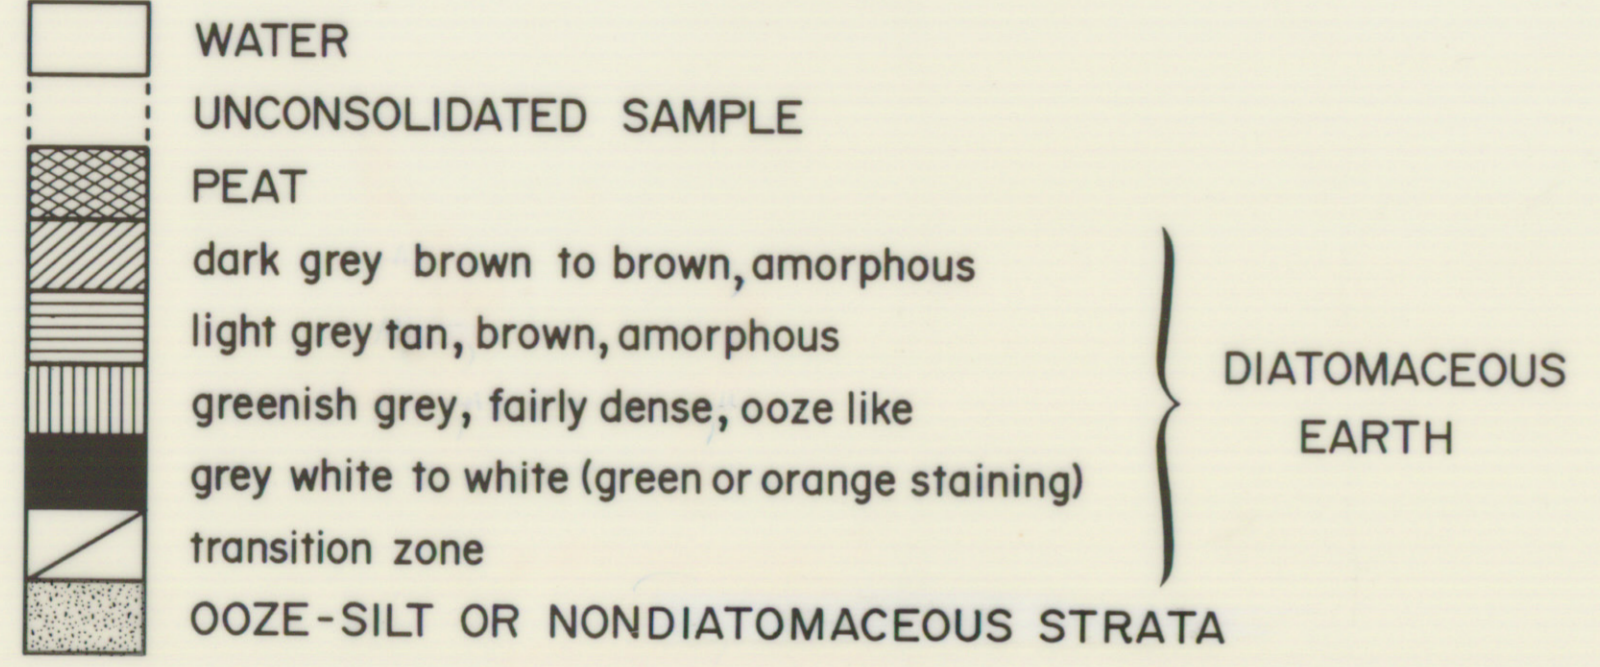 WATER
UNCONSOLIDATED SAMPLE
PEAT
dark grey brown to brown, amorphous
light grey tan, brown, amorphous
greenish grey, fairly dense, ooze like
grey white to white (green or orange staining)
transition zone
DIATOMACEOUS
EARTH
OOZE-SILT OR NONDIATOMACEOUS STRATA